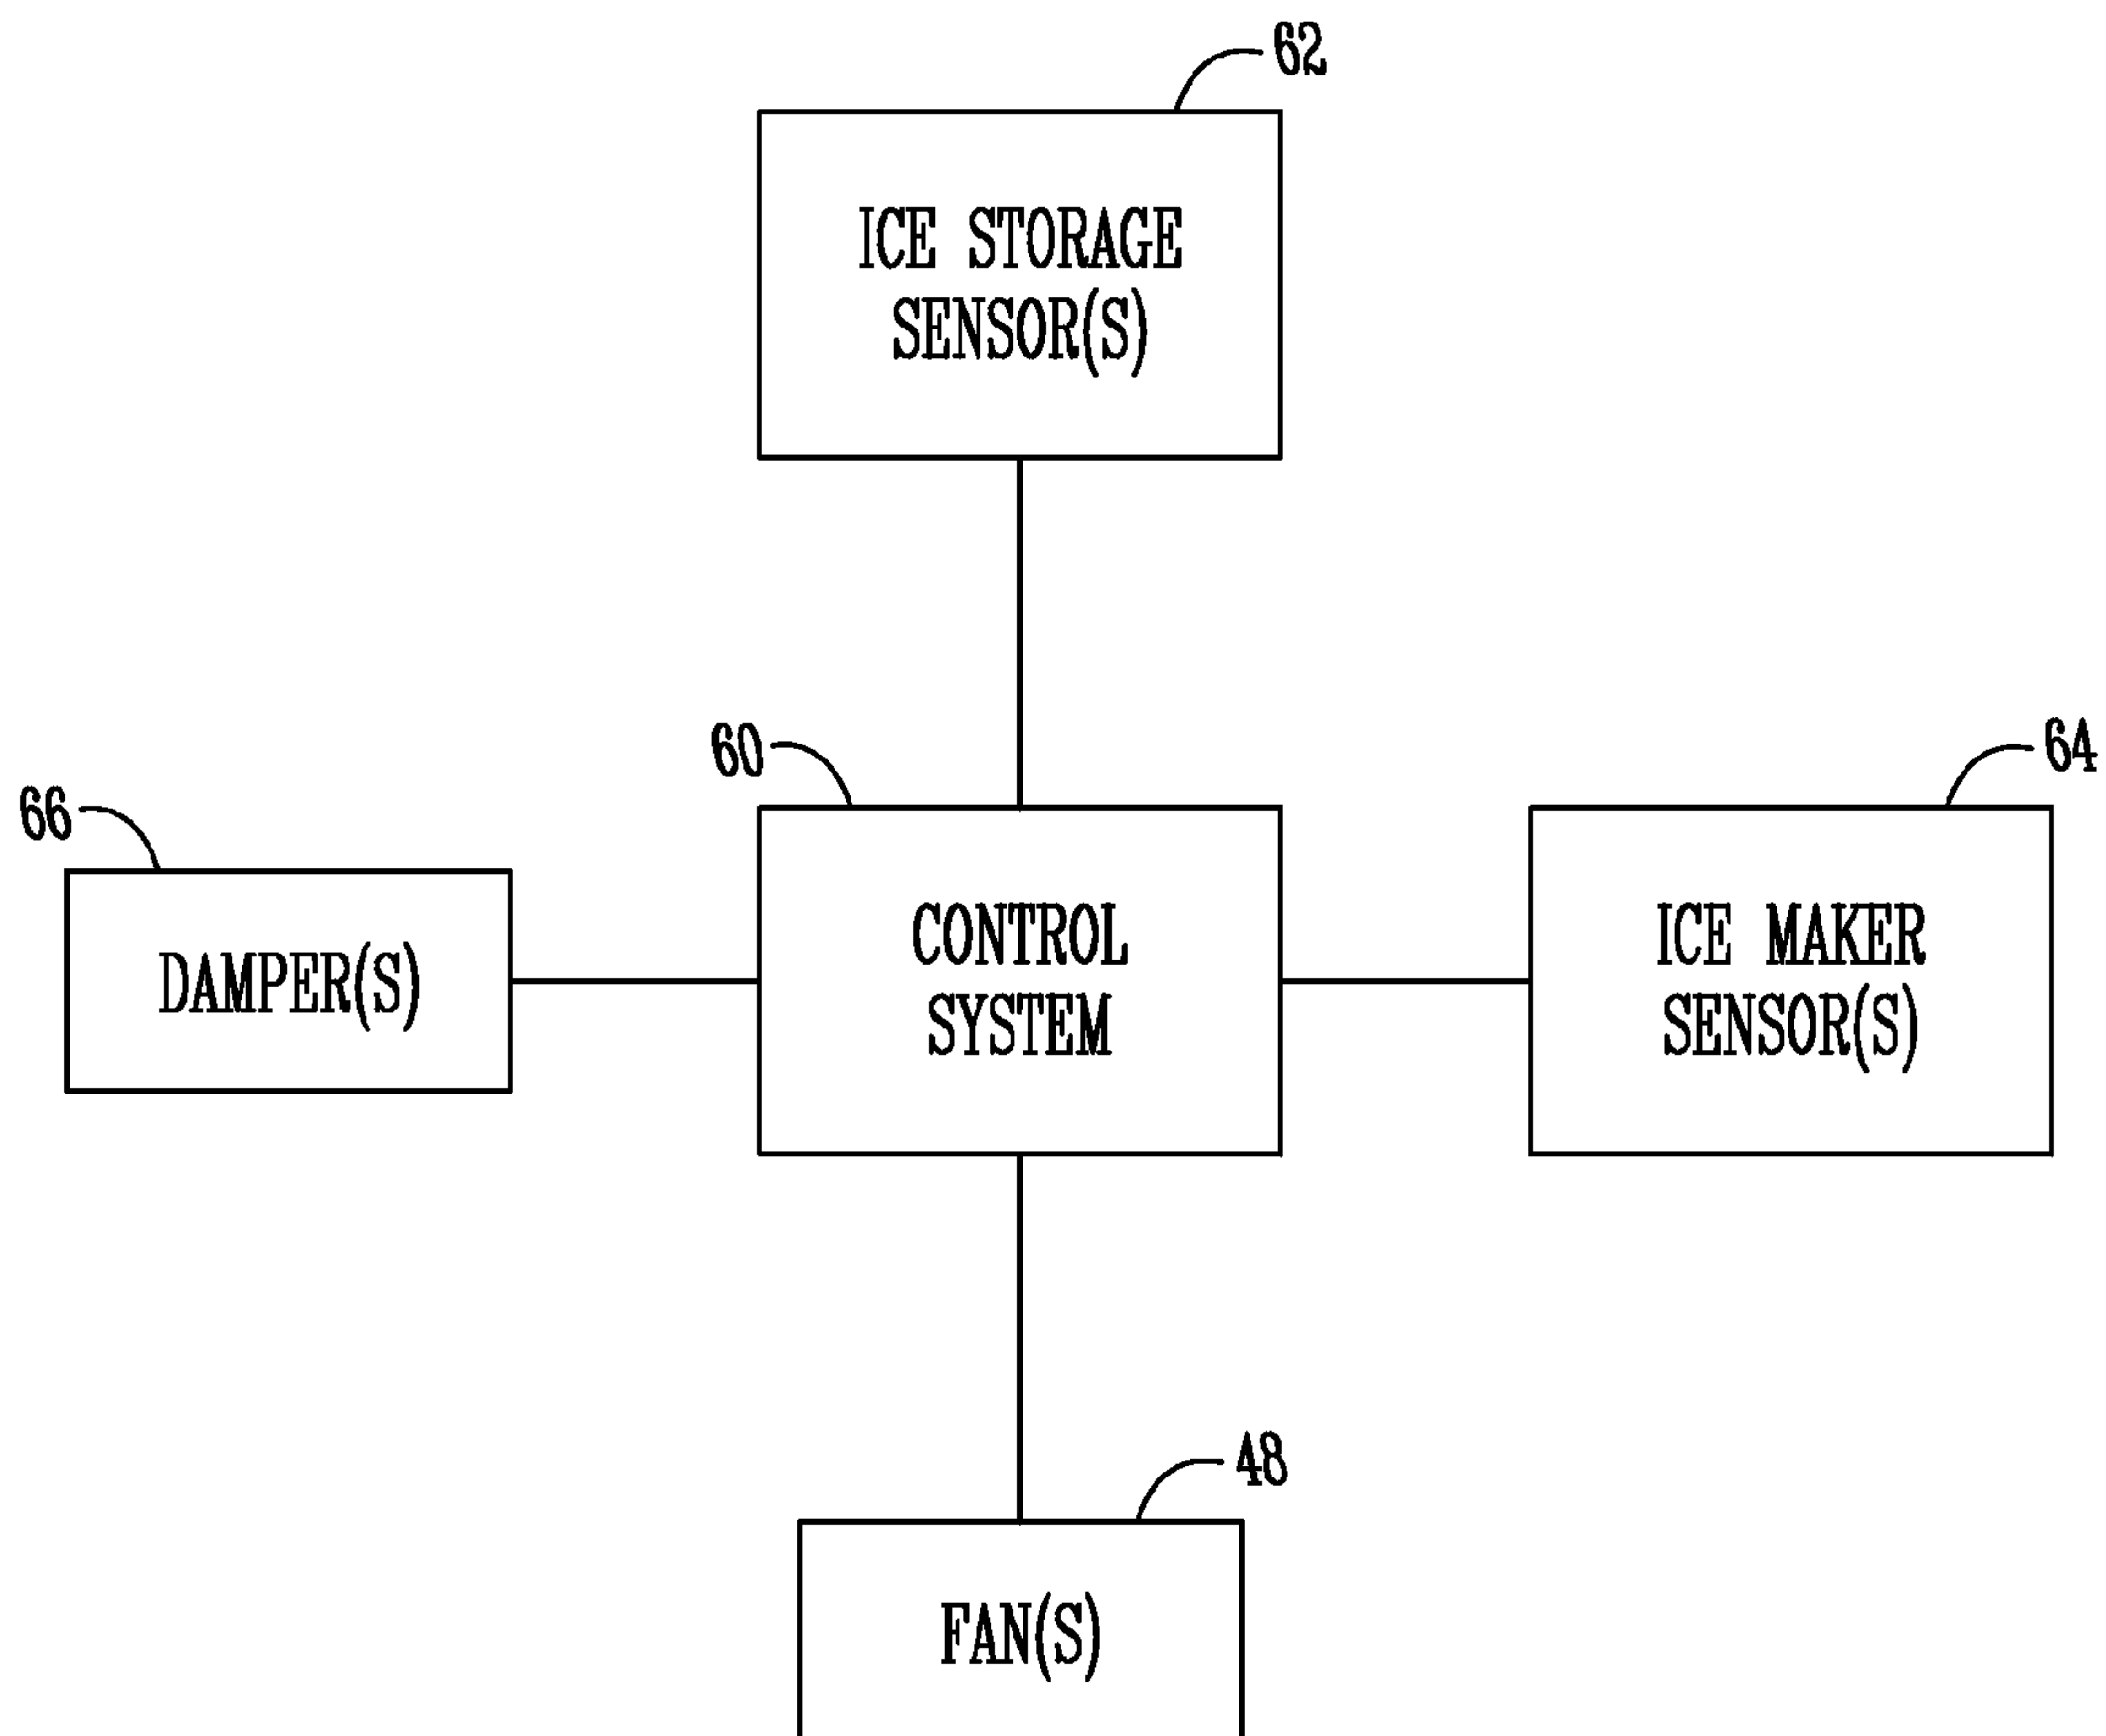 62
ICE STORAGE
SENSOR(S)
60
64
66
CONTROL
SYSTEM
ICE MAKER
SENSOR(S)
DAMPER(S)
48
FAN(S)